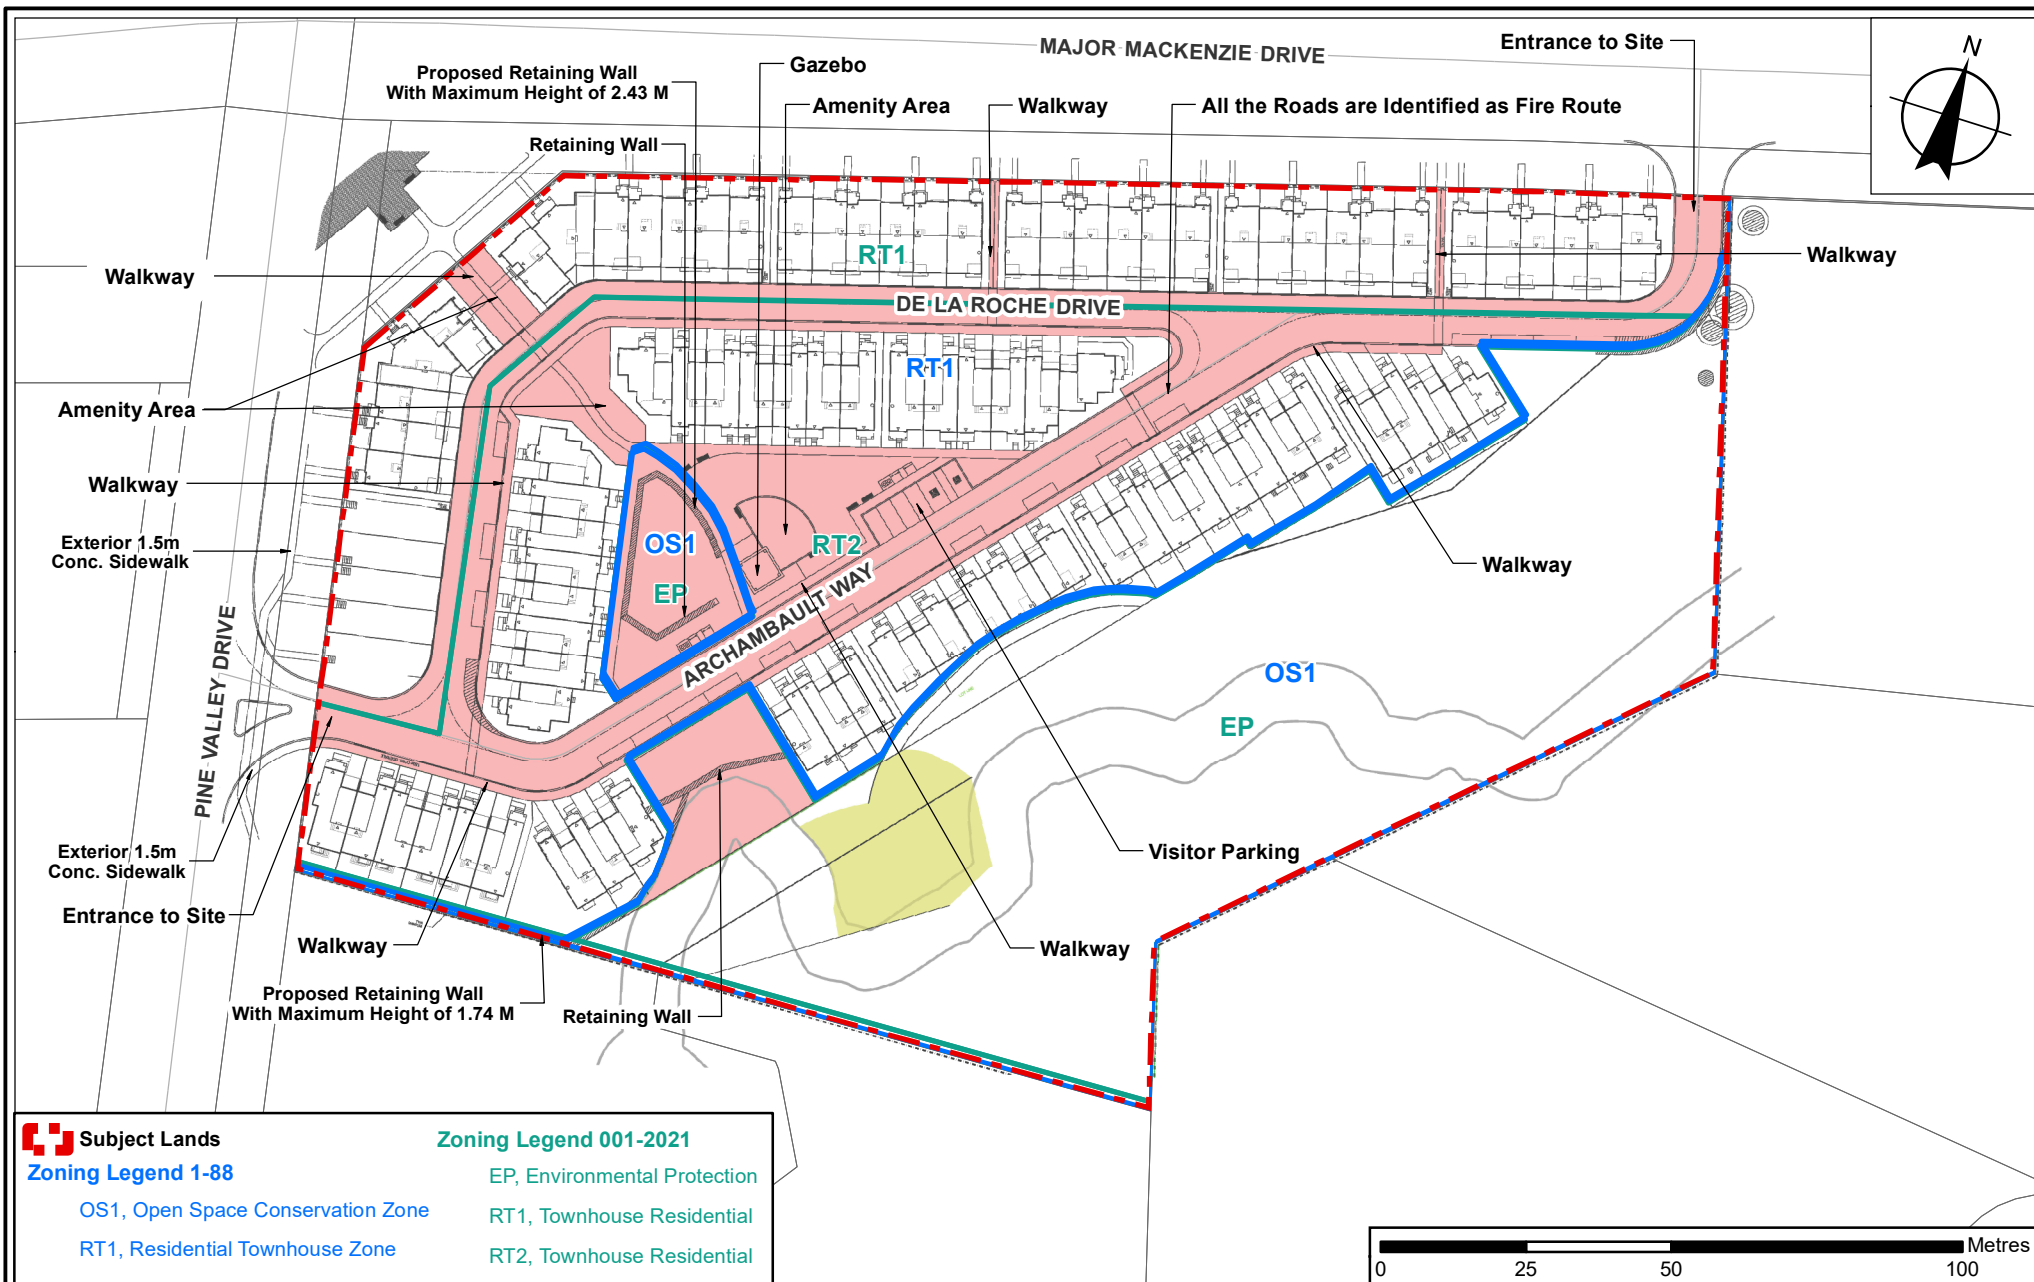 MAJOR MACKENZIE DRIVE
Entrance to Site
N
Proposed Retaining Wall
With Maximum Height of 2.43 M
Gazebo
Amenity Area
Walkway
All the Roads are Identified as Fire Route
Retaining Wall
RT1
Walkway
Walkway
DE LA ROCHE DRIVE
RT1
Amenity Area
Walkway
OS1
RT2
Exterior 1.5m
Conc. Sidewalk
EP
Walkway
ARCHAMBAULT WAY
PINE VALLEY DRIVE
OS1
EP
Exterior 1.5m
Conc. Sidewalk
Visitor Parking
Entrance to Site
Walkway
Walkway
Proposed Retaining Wall
With Maximum Height of 1.74 M
Retaining Wall
Subject Lands
Zoning Legend 1-88
OS1, Open Space Conservation Zone
RT1, Residential Townhouse Zone
Zoning Legend 001-2021
EP, Environmental Protection
RT1, Townhouse Residential
RT2, Townhouse Residential
Metres
0 25 50 100